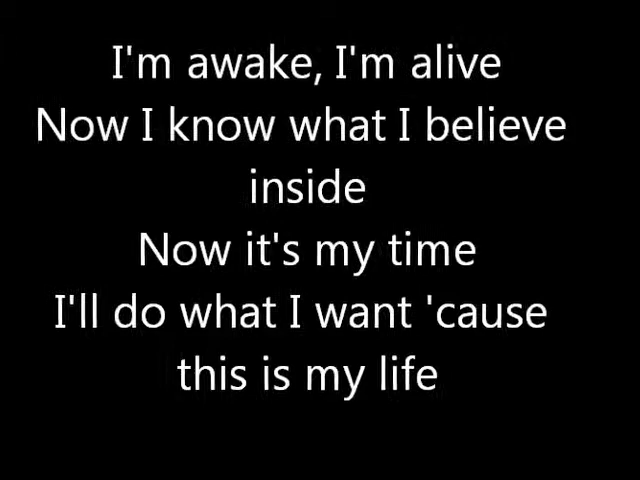 I'm awake, I'm alive
Now I know what I believe
inside
Now it's my time
I'll do what I want 'cause
this is my life